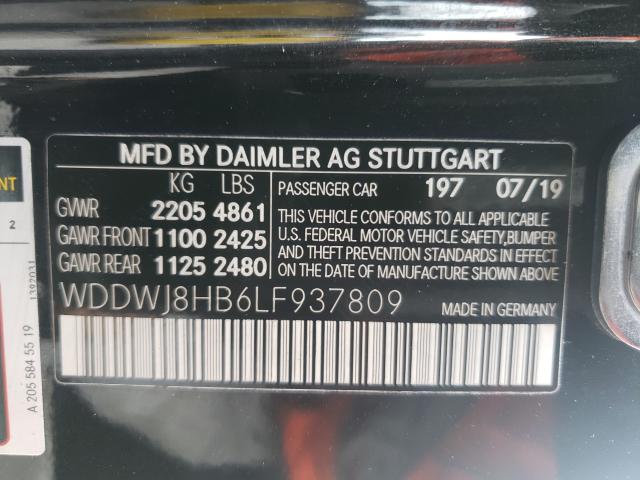 MFD BY DAIMLER AG STUTTGART
KG LBS
GVWR 2205 4861
GAWR FRONT 1100 2425
GAWR REAR 1125 2480
PASSENGER CAR 197 07/19
THIS VEHICLE CONFORMS TO ALL APPLICABLE
U.S. FEDERAL MOTOR VEHICLE SAFETY, BUMPER
AND THEFT PREVENTION STANDARDS IN EFFECT
ON THE DATE OF MANUFACTURE SHOWN ABOVE.
WDDWJ8HB6LF937809
MADE IN GERMANY
2
1392031
A 205 584 55 19